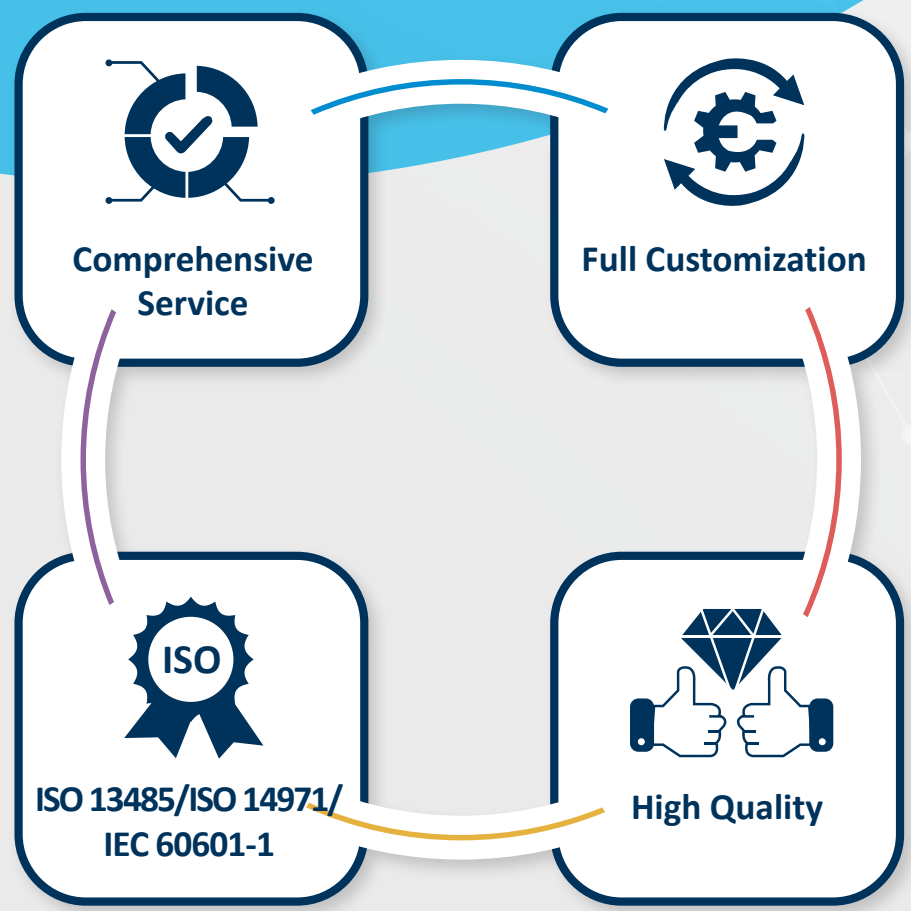 Comprehensive
Service
Full Customization
ISO
ISO 13485/ISO 14971/
IEC 60601-1
High Quality